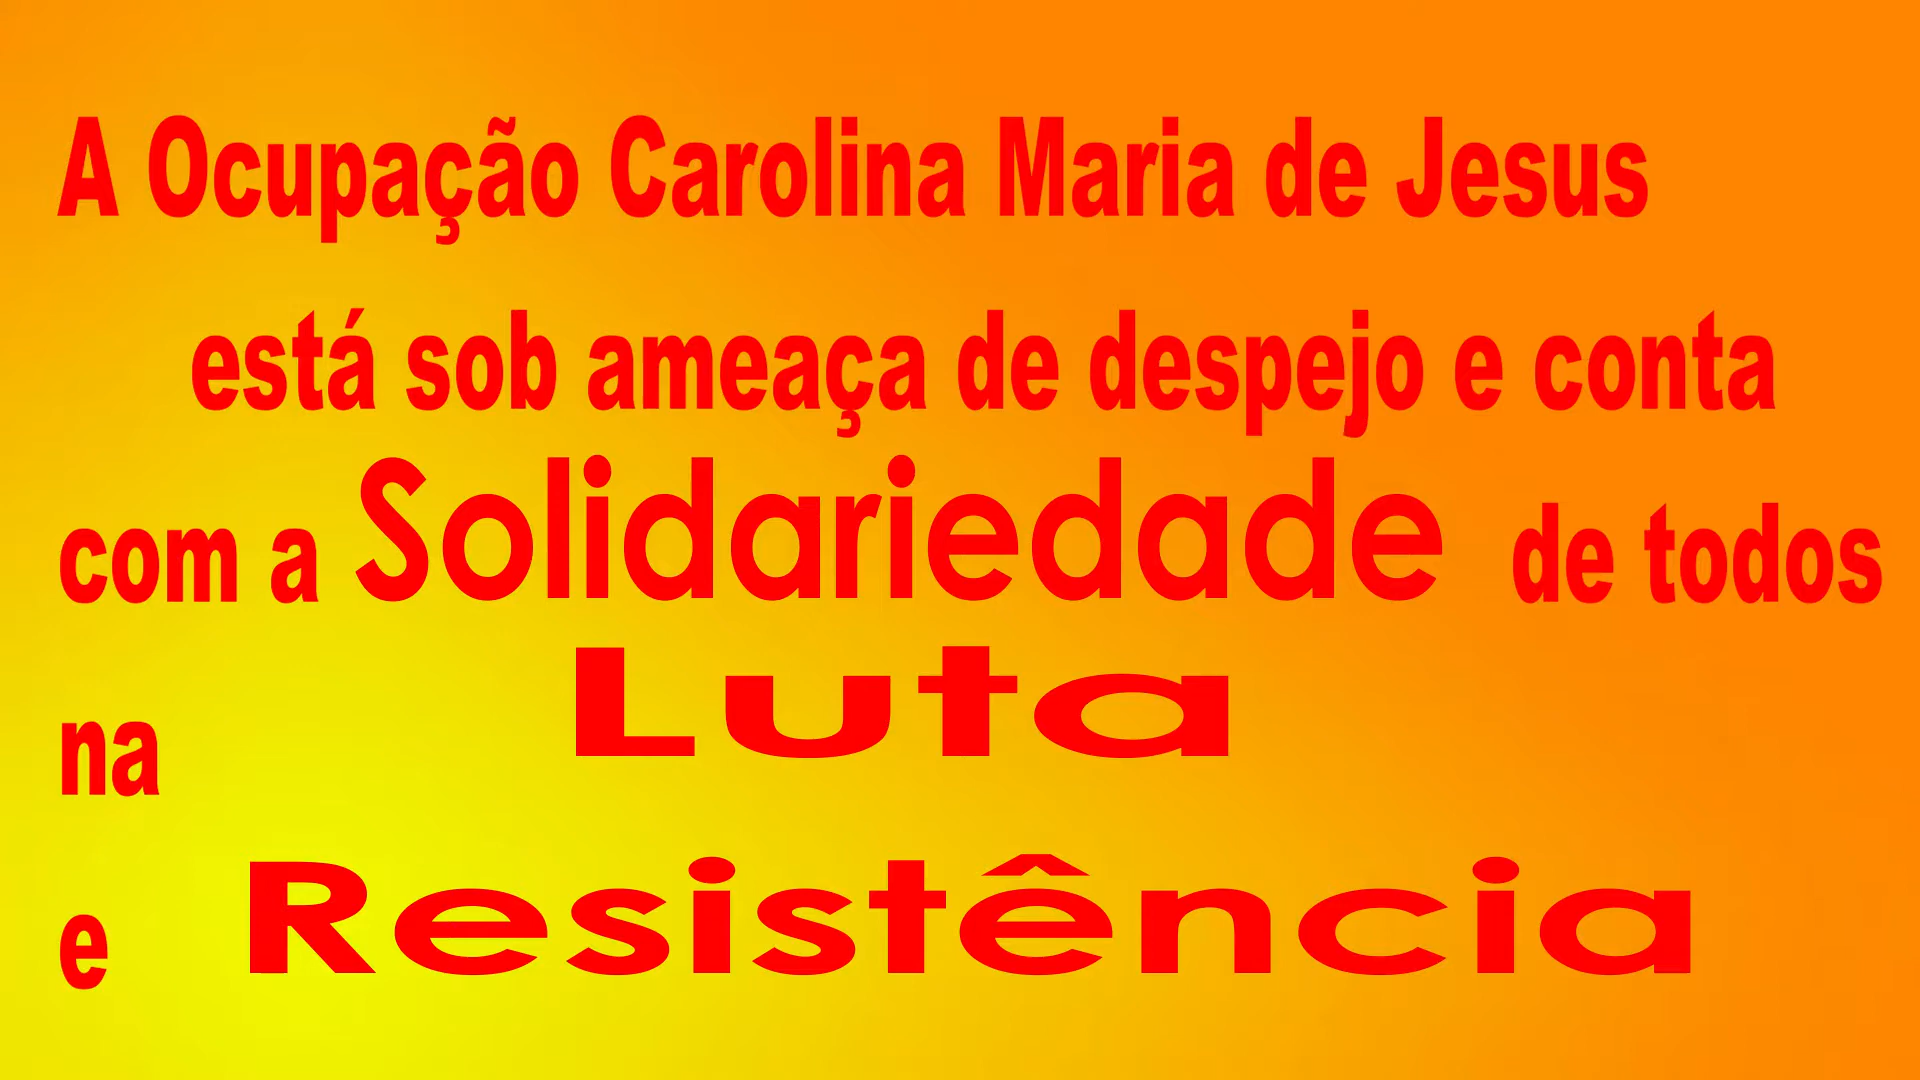 A Ocupação Carolina Maria de Jesus
está sob ameaça de despejo e conta
com a Solidariedade de todos
na Luta
e Resistência